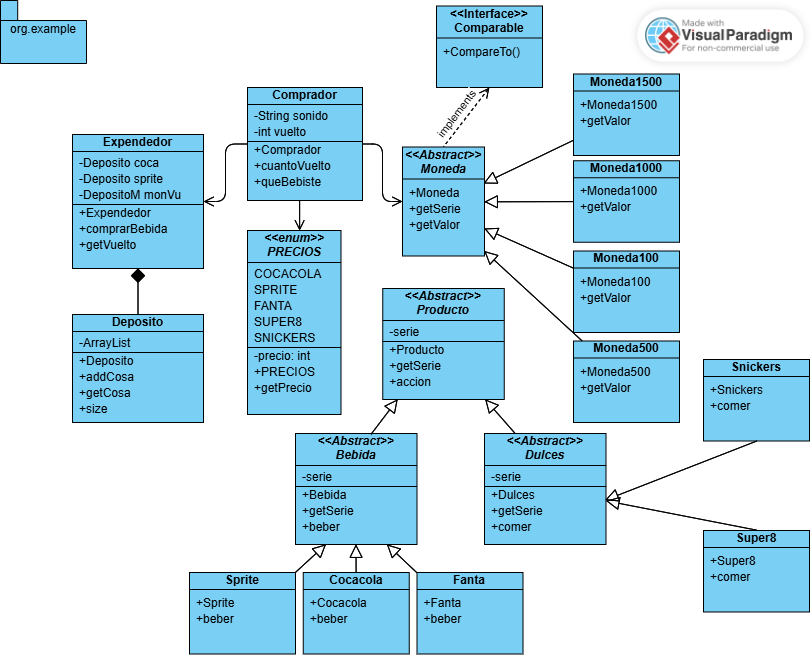 org.example
<<Interface>>
Comparable
+CompareTo()
Made with
VisualParadigm
For non-commercial use
implements
Comprador
-String sonido
-int vuelto
+Comprador
+cuantoVuelto
+queBebiste
Expendedor
-Deposito coca
-Deposito sprite
-DepositoM monVu
+Expendedor
+comprarBebida
+getVuelto
<<Abstract>>
Moneda
+Moneda
+getSerie
+getValor
Moneda1500
+Moneda1500
+getValor
Moneda1000
+Moneda1000
+getValor
Moneda100
+Moneda100
+getValor
Moneda500
+Moneda500
+getValor
<<enum>>
PRECIOS
COCACOLA
SPRITE
FANTA
SUPER8
SNICKERS
-precio: int
+PRECIOS
+getPrecio
Deposito
-ArrayList
+Deposito
+addCosa
+getCosa
+size
<<Abstract>>
Producto
-serie
+Producto
+getSerie
+accion
<<Abstract>>
Bebida
-serie
+Bebida
+getSerie
+beber
<<Abstract>>
Dulces
-serie
+Dulces
+getSerie
+comer
Snickers
+Snickers
+comer
Super8
+Super8
+comer
Sprite
+Sprite
+beber
Cocacola
+Cocacola
+beber
Fanta
+Fanta
+beber